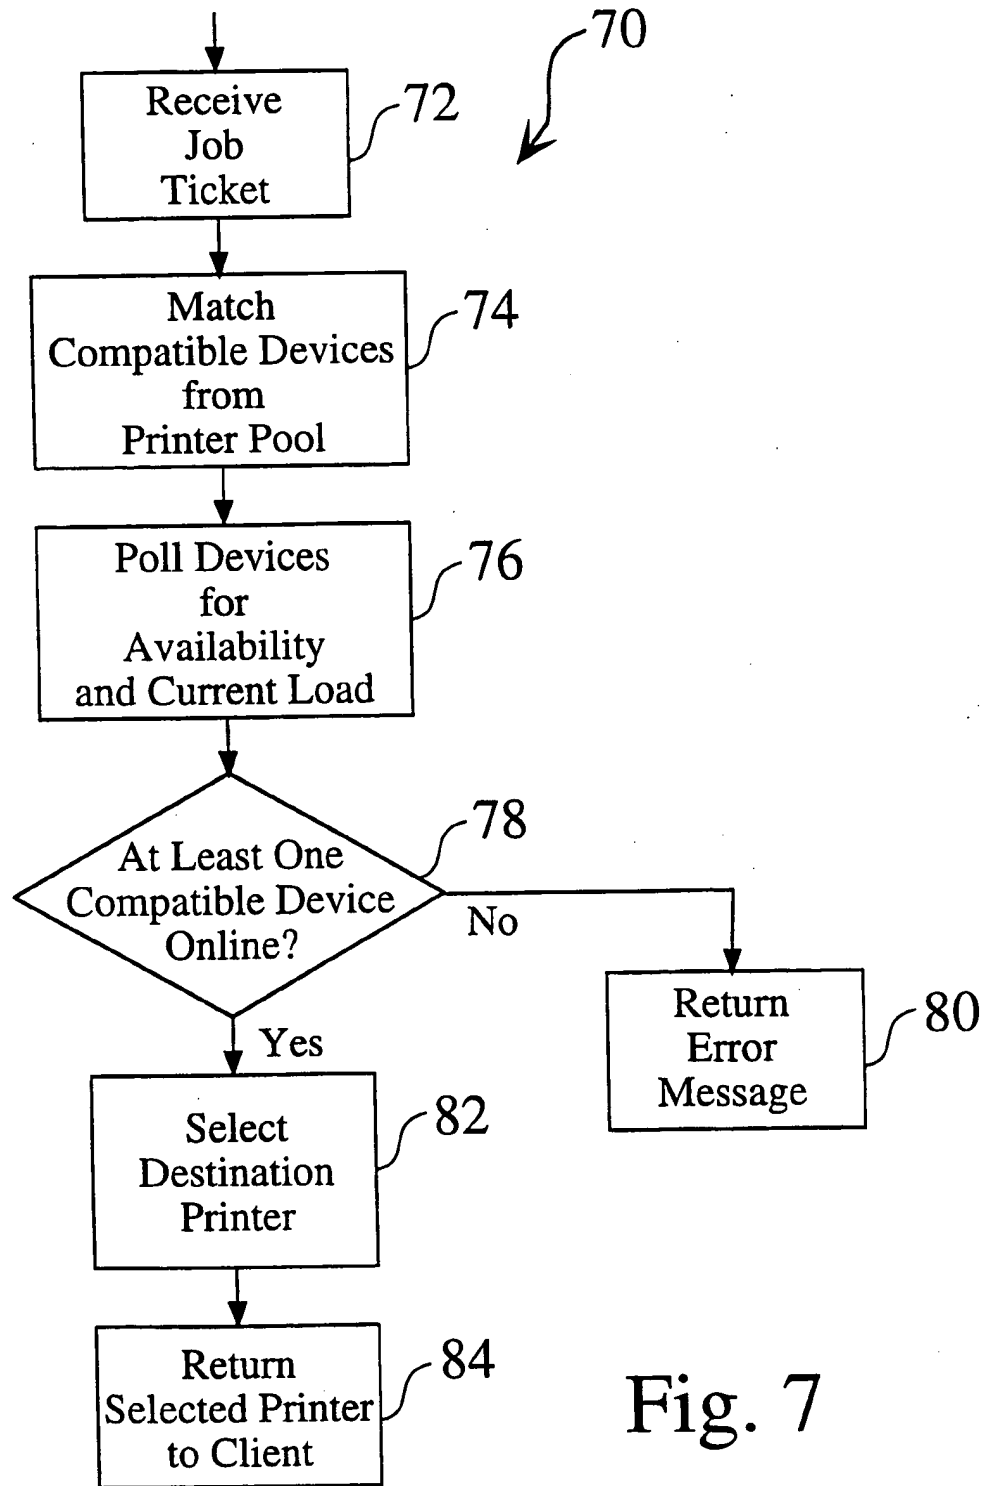 70
Receive
Job
Ticket
72
Match
Compatible Devices
from
Printer Pool
74
Poll Devices
for
Availability
and Current Load
76
At Least One
Compatible Device
Online?
78
No
Yes
Return
Error
Message
80
Select
Destination
Printer
82
Return
Selected Printer
to Client
84
Fig. 7